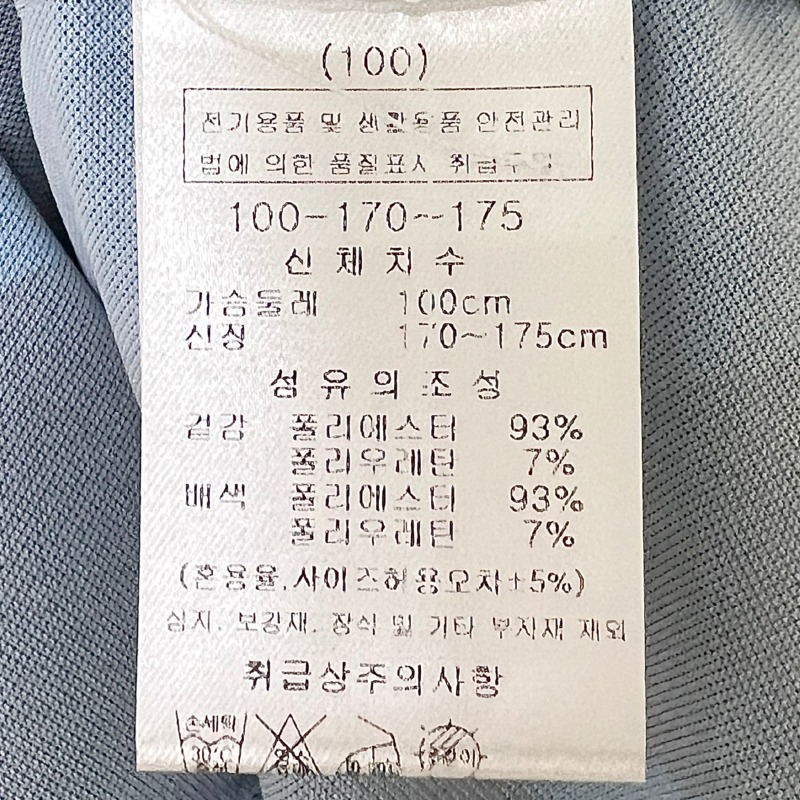 (100)
전기용품 및 생활용품 안전관리
법에 의한 품질표시 취급
100-170~175
신체치수
가슴둘레 100cm
신장 170~175cm
섬유의조성
겉감 폴리에스터 93%
폴리우레탄 7%
배색 폴리에스터 93%
폴리우레탄 7%
(혼용율,사이즈허용오차±5%)
심지. 보강재. 장식 및 기타 부자재 제외
취급상주의사항
30°C